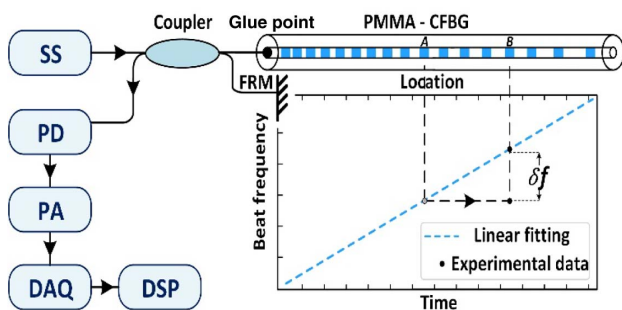 Coupler
Glue point
PMMA - CFBG
SS
A
B
FRM
Location
PD
PA
DAQ
DSP
Beat frequency
δf
Linear fitting
Experimental data
Time